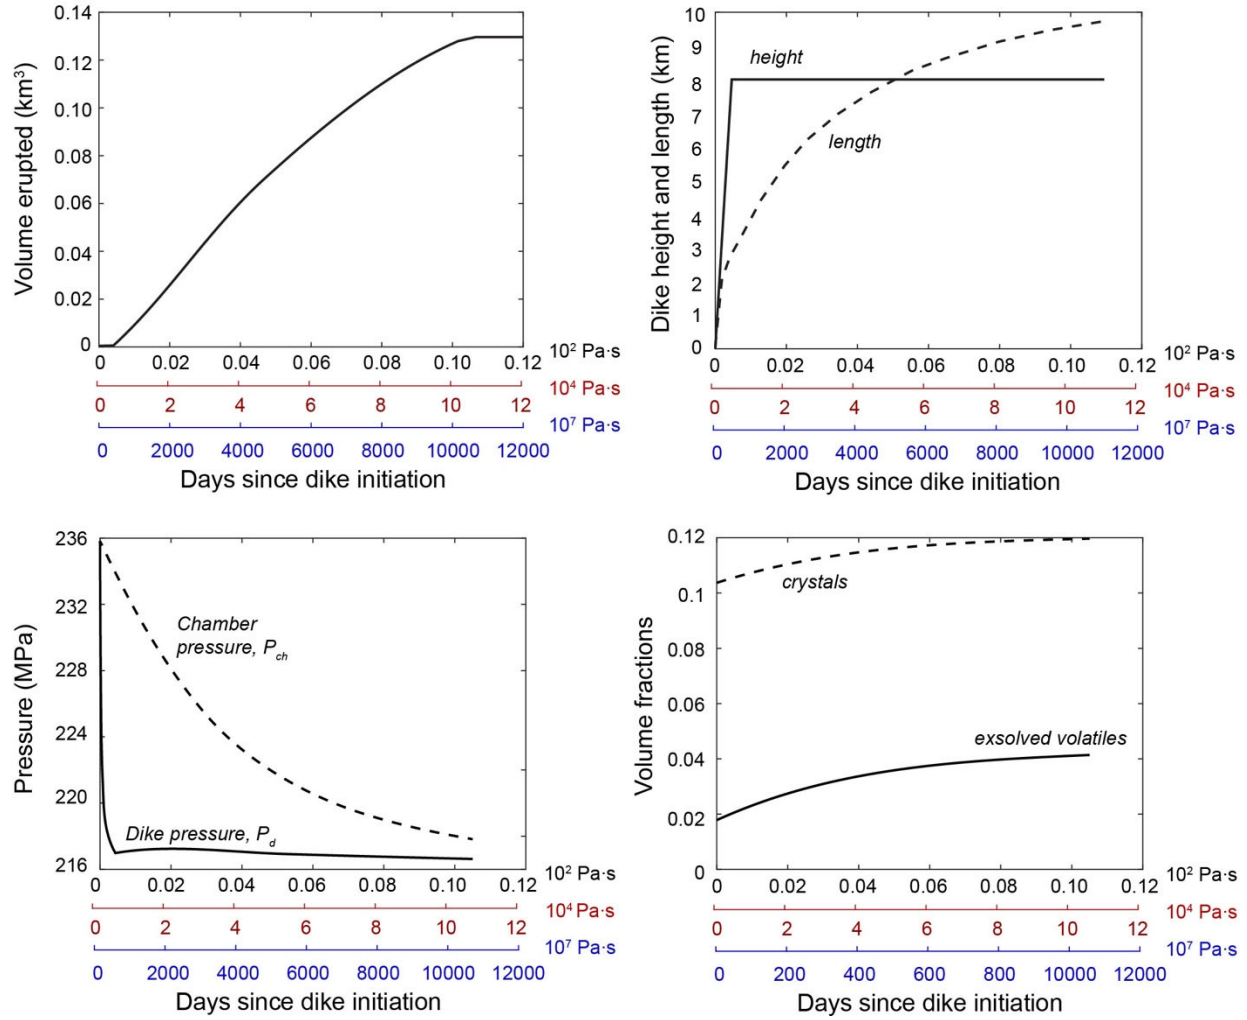 0.14
0.12
0.10
0.08
0.06
0.04
0.02
0
Volume erupted (km³)
0 0.02 0.04 0.06 0.08 0.10 0.12 10² Pa·s
0 2 4 6 8 10 12 10⁴ Pa·s
0 2000 4000 6000 8000 10000 12000 10⁷ Pa·s
Days since dike initiation
10
9
8
7
6
5
4
3
2
1
0
Dike height and length (km)
height
length
0 0.02 0.04 0.06 0.08 0.10 0.12 10² Pa·s
0 2 4 6 8 10 12 10⁴ Pa·s
0 2000 4000 6000 8000 10000 12000 10⁷ Pa·s
Days since dike initiation
236
232
228
224
220
216
Pressure (MPa)
Chamber
pressure, P_ch
Dike pressure, P_d
0 0.02 0.04 0.06 0.08 0.10 0.12 10² Pa·s
0 2 4 6 8 10 12 10⁴ Pa·s
0 2000 4000 6000 8000 10000 12000 10⁷ Pa·s
Days since dike initiation
0.12
0.1
0.08
0.06
0.04
0.02
0
Volume fractions
crystals
exsolved volatiles
0 0.02 0.04 0.06 0.08 0.10 0.12 10² Pa·s
0 2 4 6 8 10 12 10⁴ Pa·s
0 200 400 600 8000 10000 12000 10⁷ Pa·s
Days since dike initiation